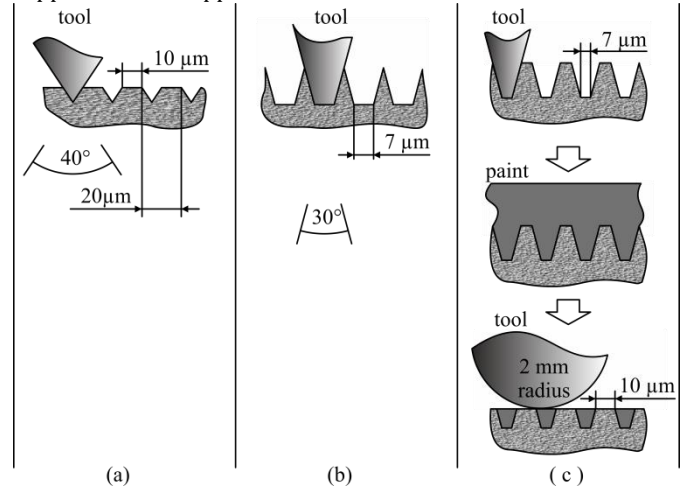 tool
10 µm
40°
20µm
(a)
tool
7 µm
30°
(b)
tool
7 µm
paint
tool
2 mm
radius
10 µm
( c )